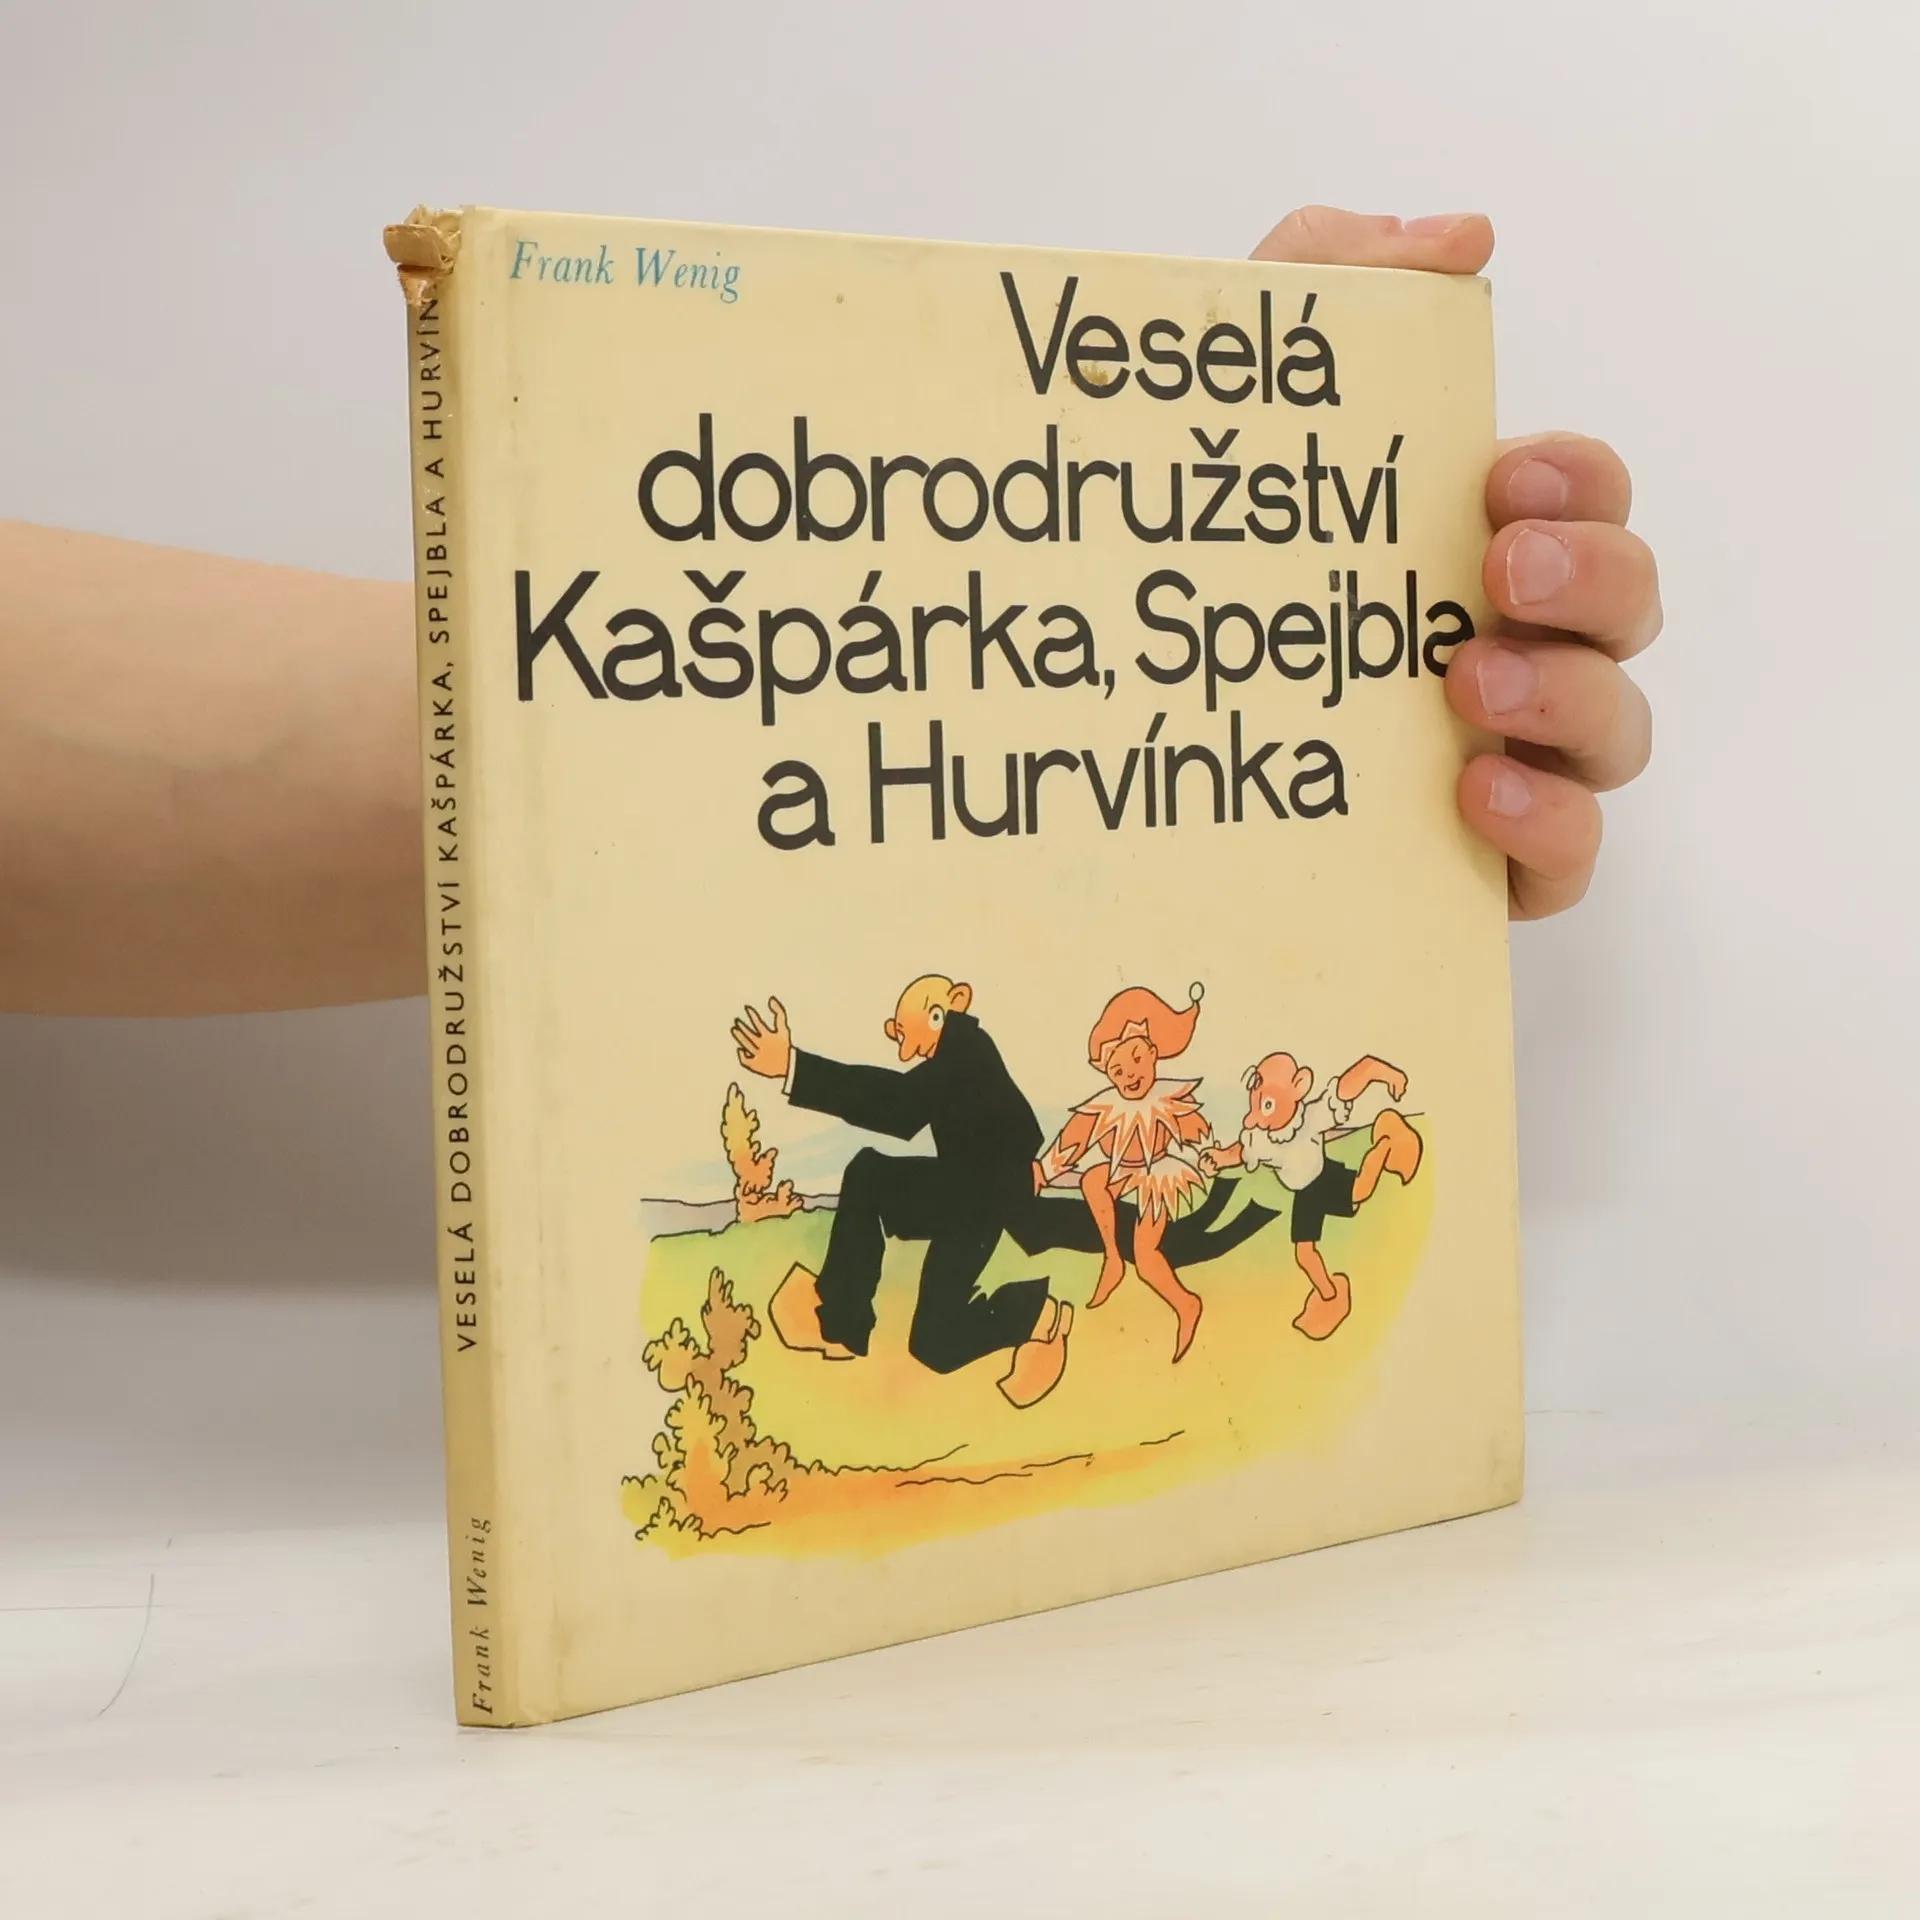 Frank Wenig
Veselá
dobrodružství
Kašpárka, Spejbla
a Hurvínka
VESELÁ DOBRODRUŽSTVÍ KAŠPÁRKA, SPEJBLA A HURVÍN
Frank Wenig